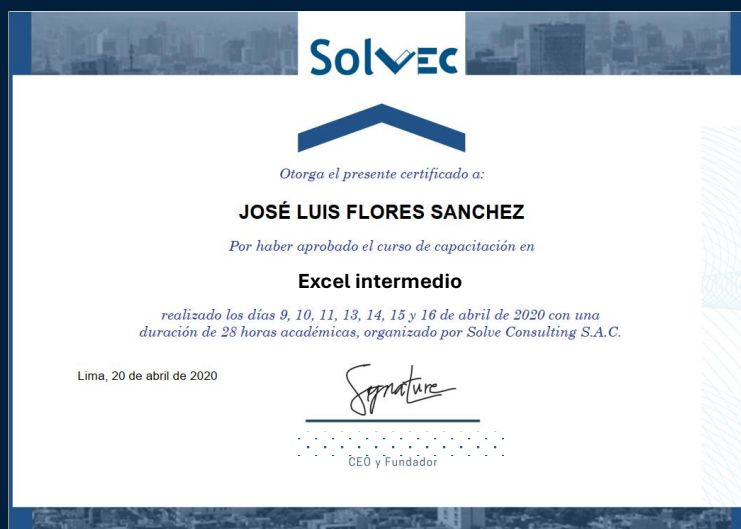 Solvec
Otorga el presente certificado a:
JOSÉ LUIS FLORES SANCHEZ
Por haber aprobado el curso de capacitación en
Excel intermedio
realizado los días 9, 10, 11, 13, 14, 15 y 16 de abril de 2020 con una
duración de 28 horas académicas, organizado por Solve Consulting S.A.C.
Lima, 20 de abril de 2020
Signature
CEO y Fundador